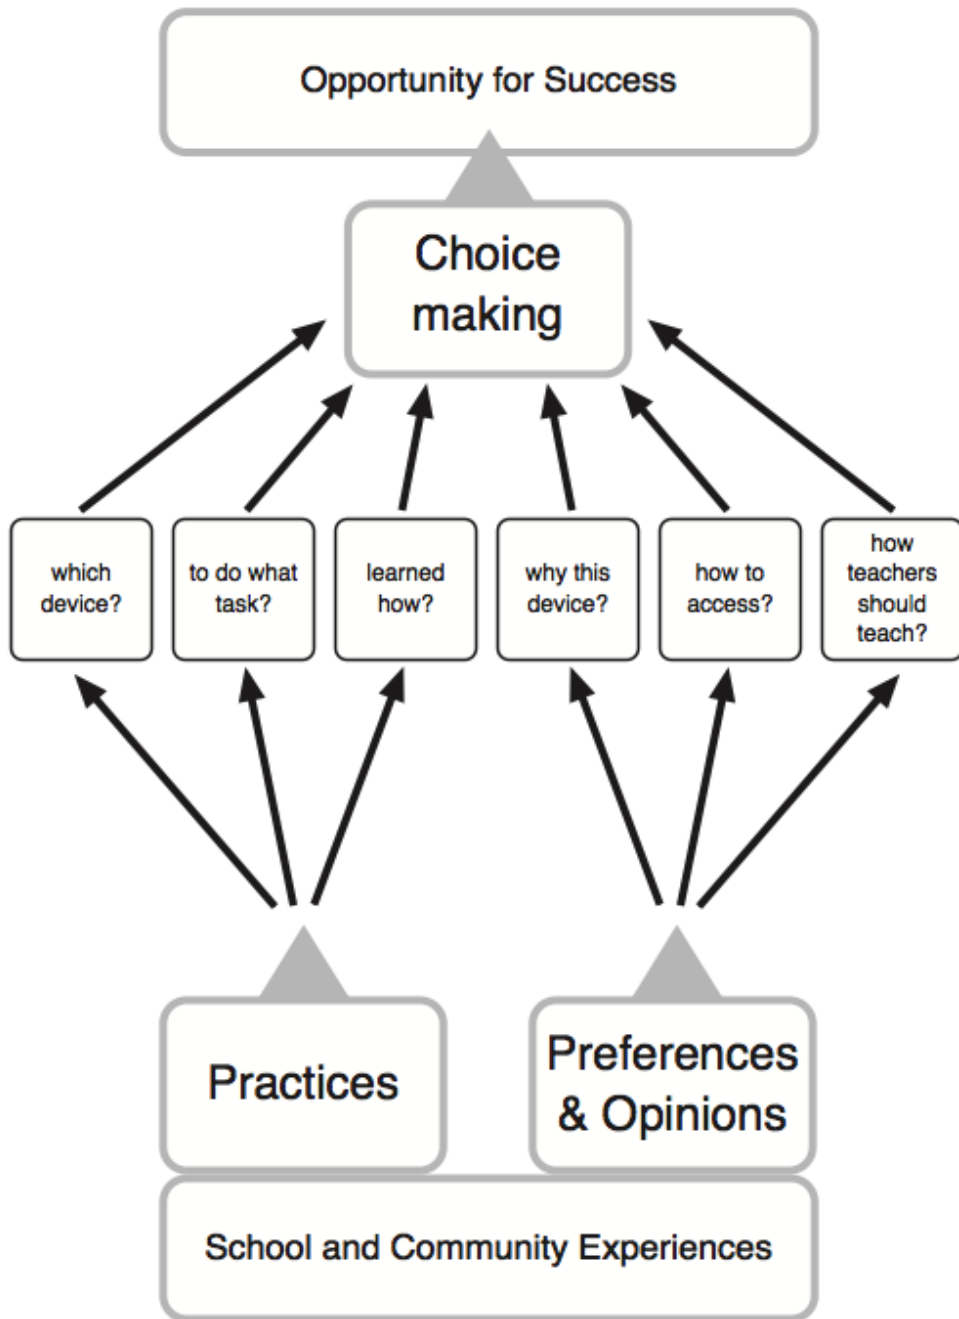 Opportunity for Success
Choice
making
which
device?
to do what
task?
learned
how?
why this
device?
how to
access?
how
teachers
should
teach?
Practices
Preferences
& Opinions
School and Community Experiences